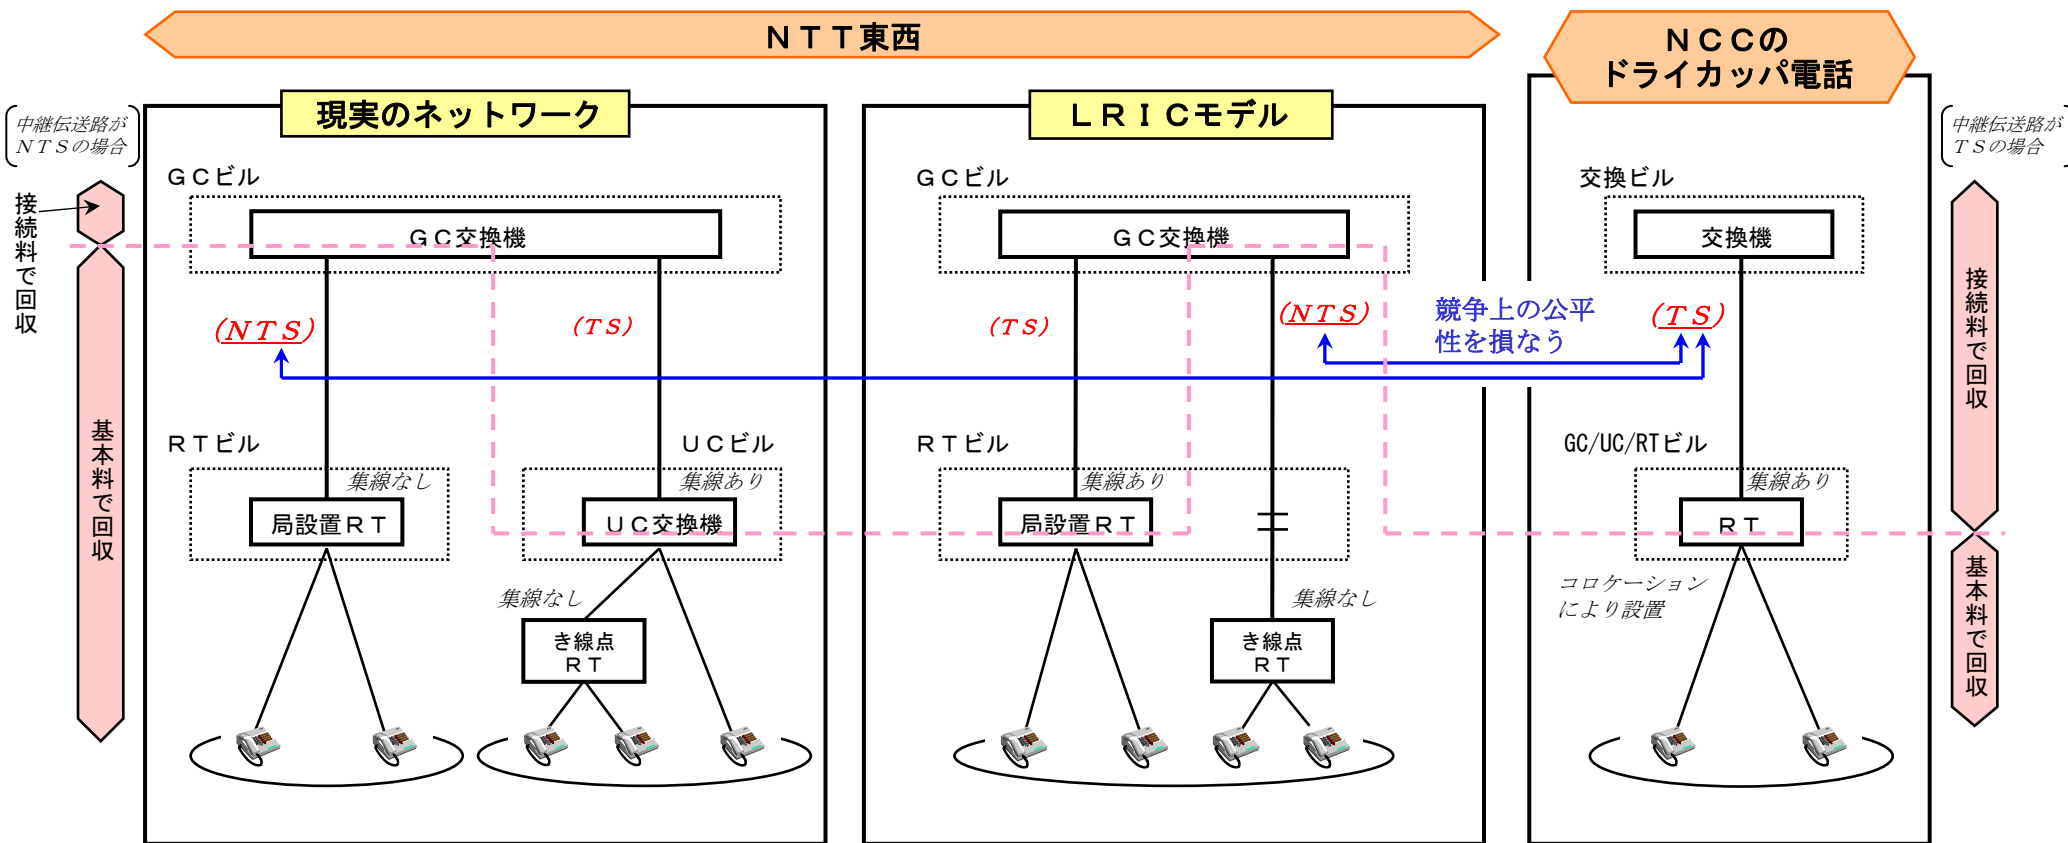 ＮＴＴ東西
ＮＣＣの
ドライカッパ電話
中継伝送路が
ＮＴＳの場合
現実のネットワーク
ＬＲＩＣモデル
中継伝送路が
ＴＳの場合
接続料で回収
基本料で回収
ＧＣビル
ＧＣ交換機
（ＮＴＳ）
（ＴＳ）
ＲＴビル
集線なし
局設置ＲＴ
ＵＣビル
集線あり
ＵＣ交換機
集線なし
き線点
ＲＴ
ＧＣビル
ＧＣ交換機
（ＴＳ）
（ＮＴＳ）
競争上の公平
性を損なう
ＲＴビル
集線あり
局設置ＲＴ
集線なし
き線点
ＲＴ
交換ビル
交換機
（ＴＳ）
GC/UC/RTビル
集線あり
ＲＴ
コロケーション
により設置
接続料で回収
基本料で回収